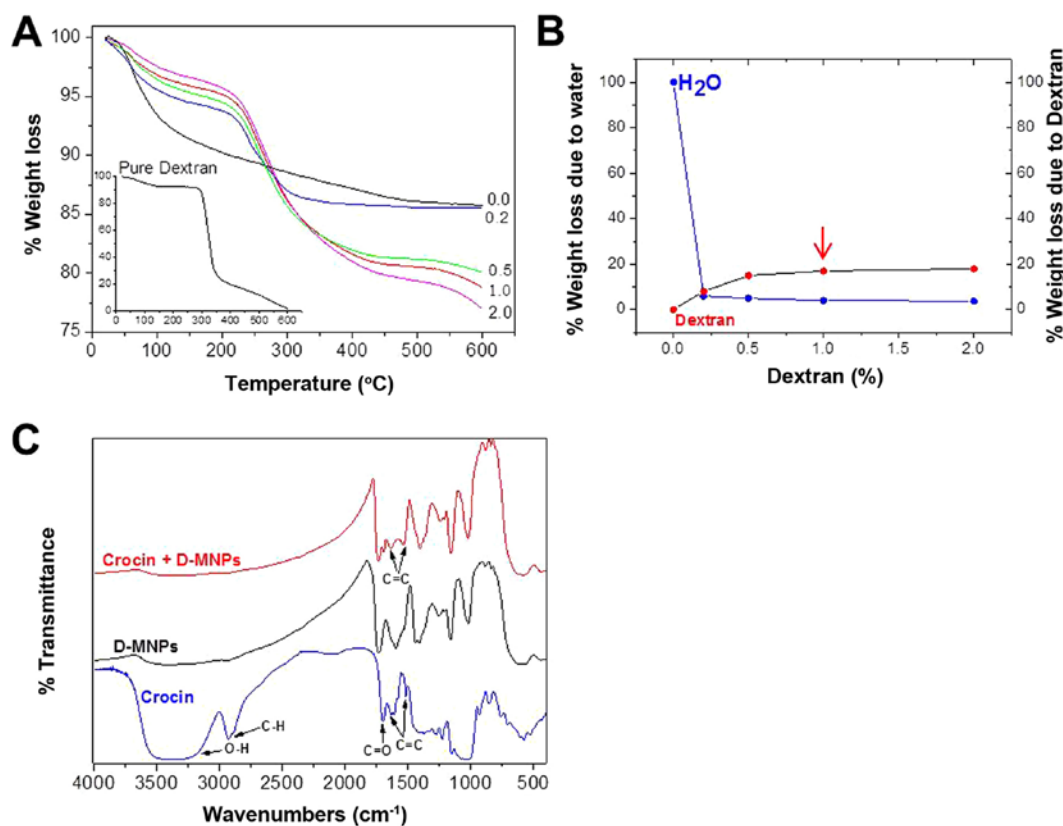 A
% Weight loss
100
95
90
85
80
75
Pure Dextran
100
80
60
40
20
0
0 100 200 300 400 500 600
0.0
0.2
0.5
1.0
2.0
0 100 200 300 400 500 600
Temperature (oC)
B
% Weight loss due to water
100
80
60
40
20
0
H2O
Dextran
100
80
60
40
20
0
% Weight loss due to Dextran
0.0 0.5 1.0 1.5 2.0
Dextran (%)
C
% Transmittance
Crocin + D-MNPs
C=C
D-MNPs
Crocin
C-H
O-H
C=O
C=C
4000 3500 3000 2500 2000 1500 1000 500
Wavenumbers (cm-1)